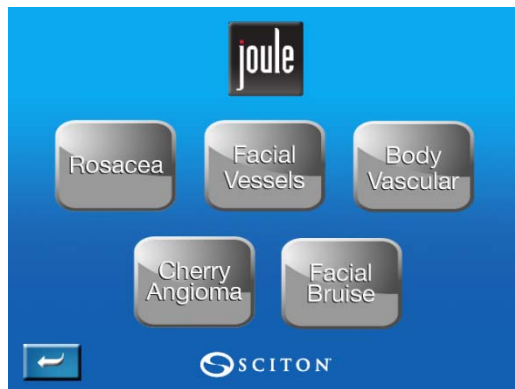 joule
Rosacea
Facial
Vessels
Body
Vascular
Cherry
Angioma
Facial
Bruise
SCITON